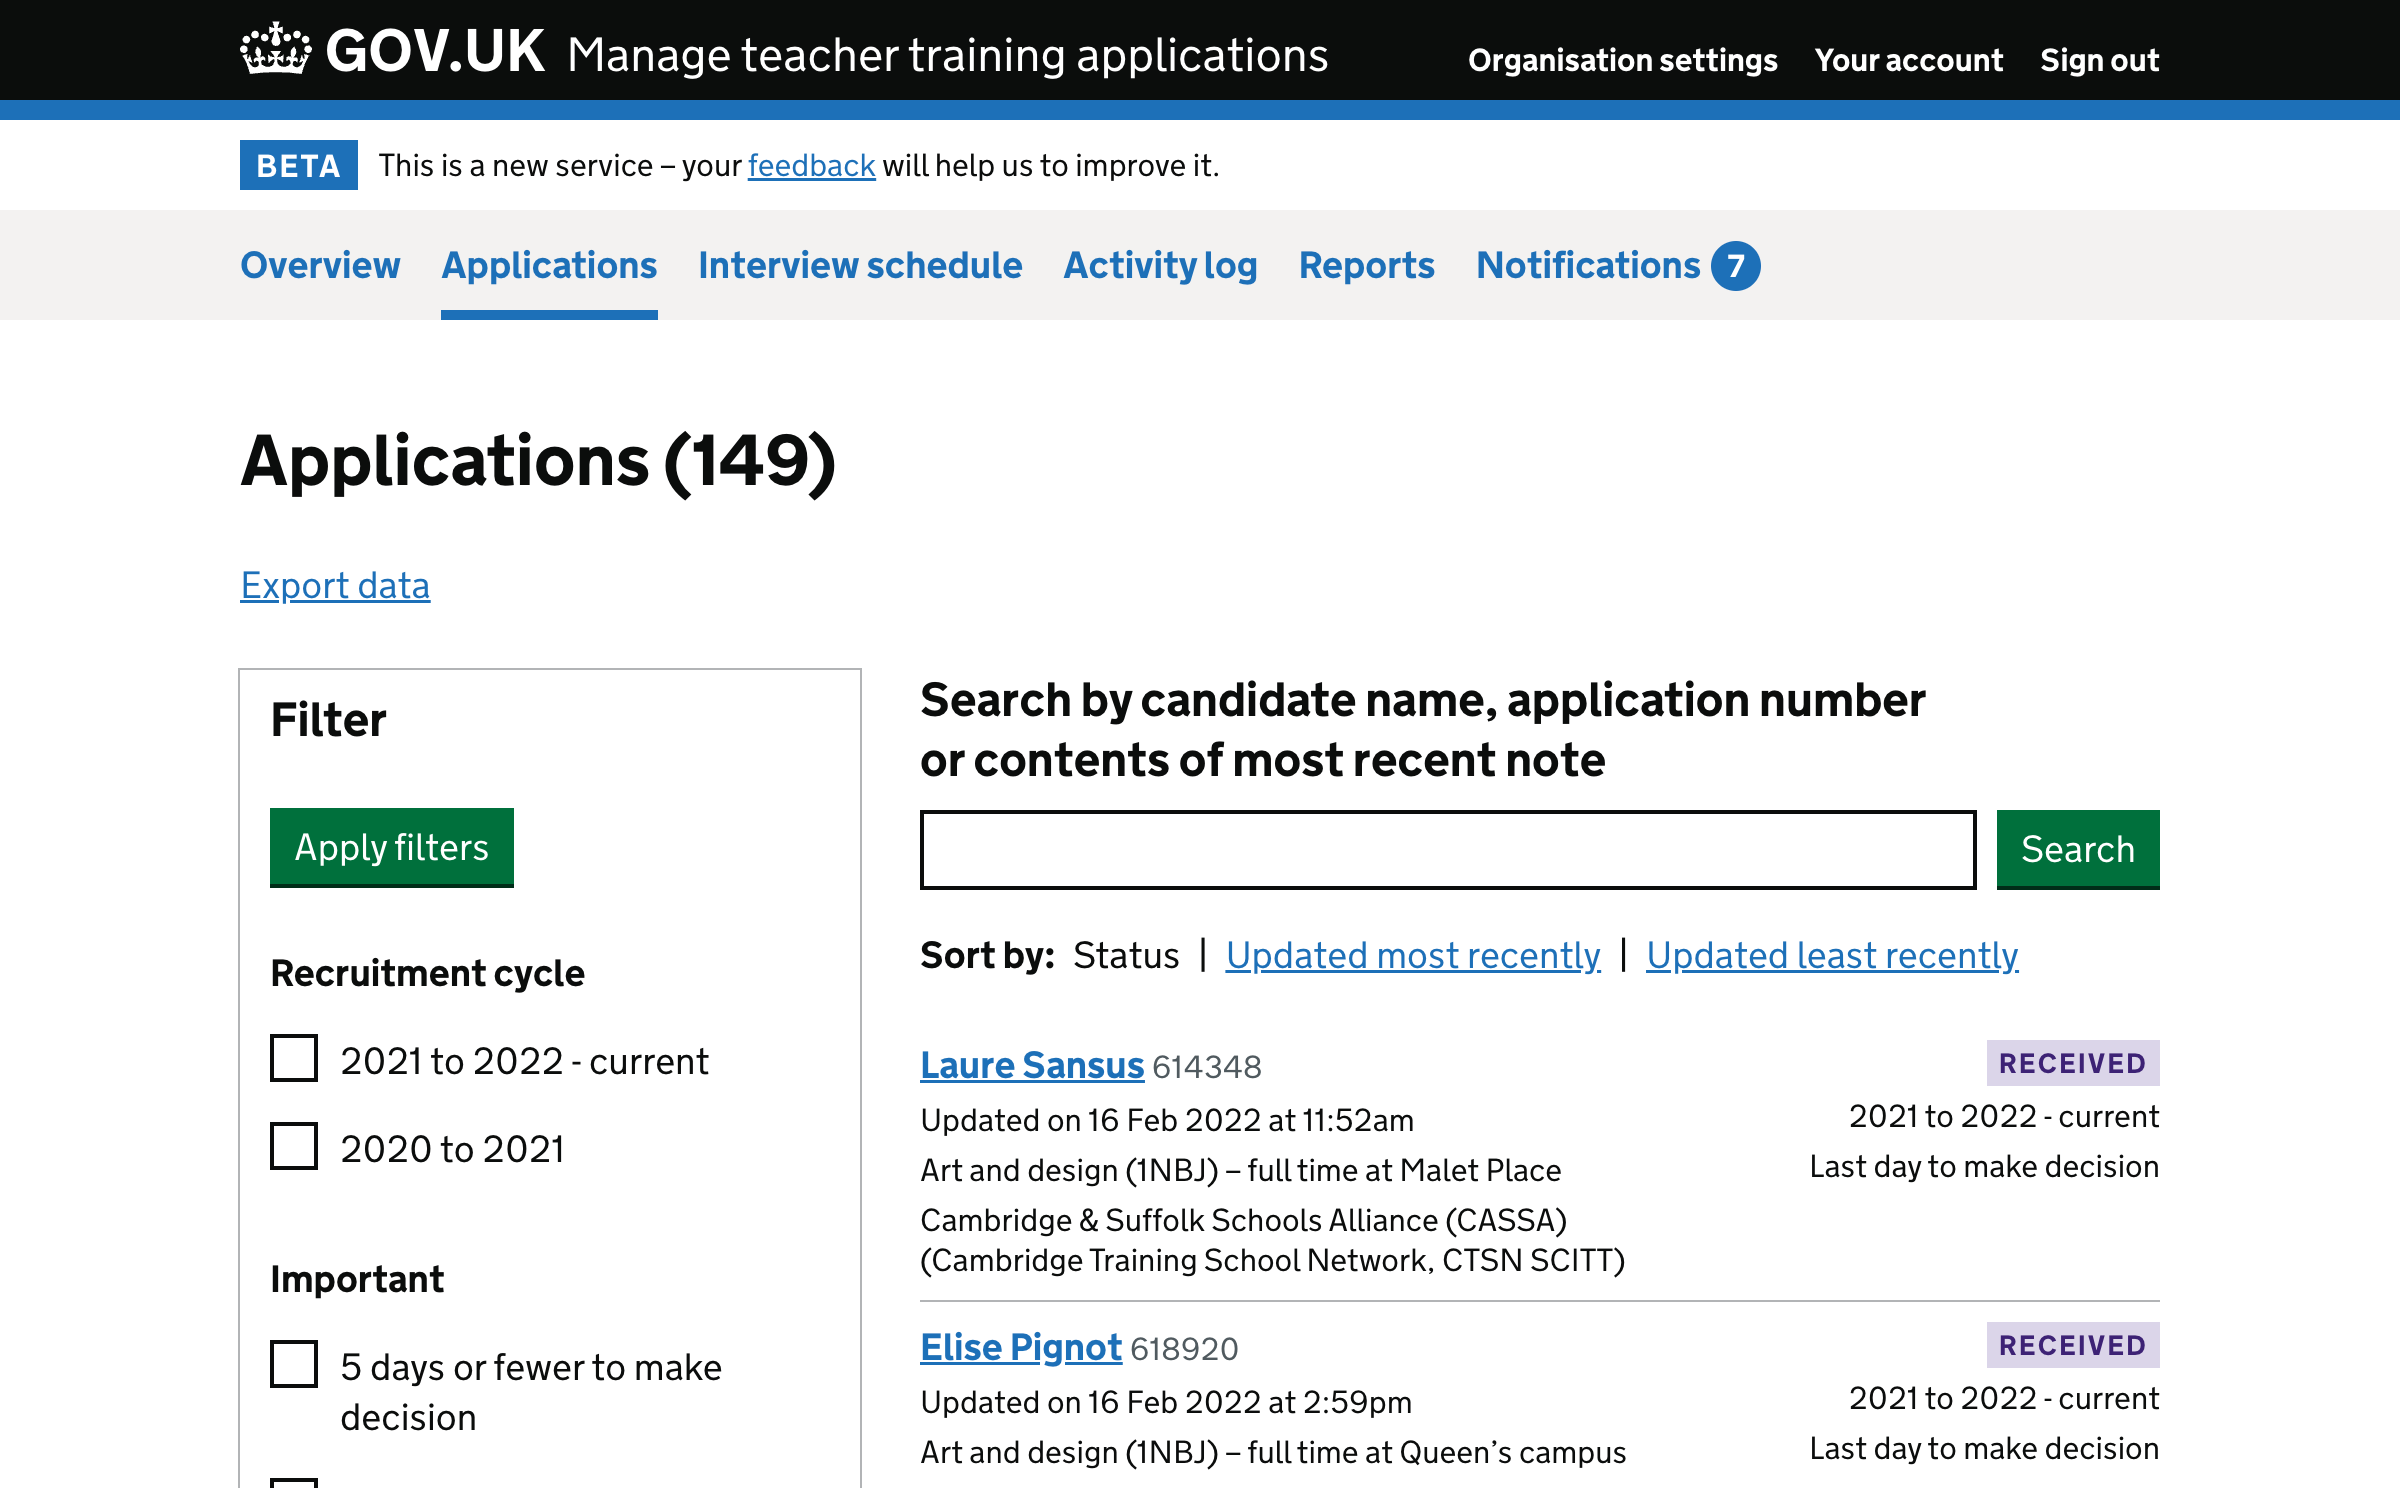 GOV.UK Manage teacher training applications Organisation settings Your account Sign out
BETA This is a new service – your feedback will help us to improve it.
Overview Applications Interview schedule Activity log Reports Notifications 7
Applications (149)
Export data
Filter
Apply filters
Recruitment cycle
2021 to 2022 - current
2020 to 2021
Important
5 days or fewer to make
decision
Search by candidate name, application number
or contents of most recent note
Search
Sort by: Status | Updated most recently | Updated least recently
Laure Sansus 614348
RECEIVED
Updated on 16 Feb 2022 at 11:52am
2021 to 2022 - current
Art and design (1NBJ) – full time at Malet Place
Last day to make decision
Cambridge & Suffolk Schools Alliance (CASSA)
(Cambridge Training School Network, CTSN SCITT)
Elise Pignot 618920
RECEIVED
Updated on 16 Feb 2022 at 2:59pm
2021 to 2022 - current
Art and design (1NBJ) – full time at Queen’s campus
Last day to make decision